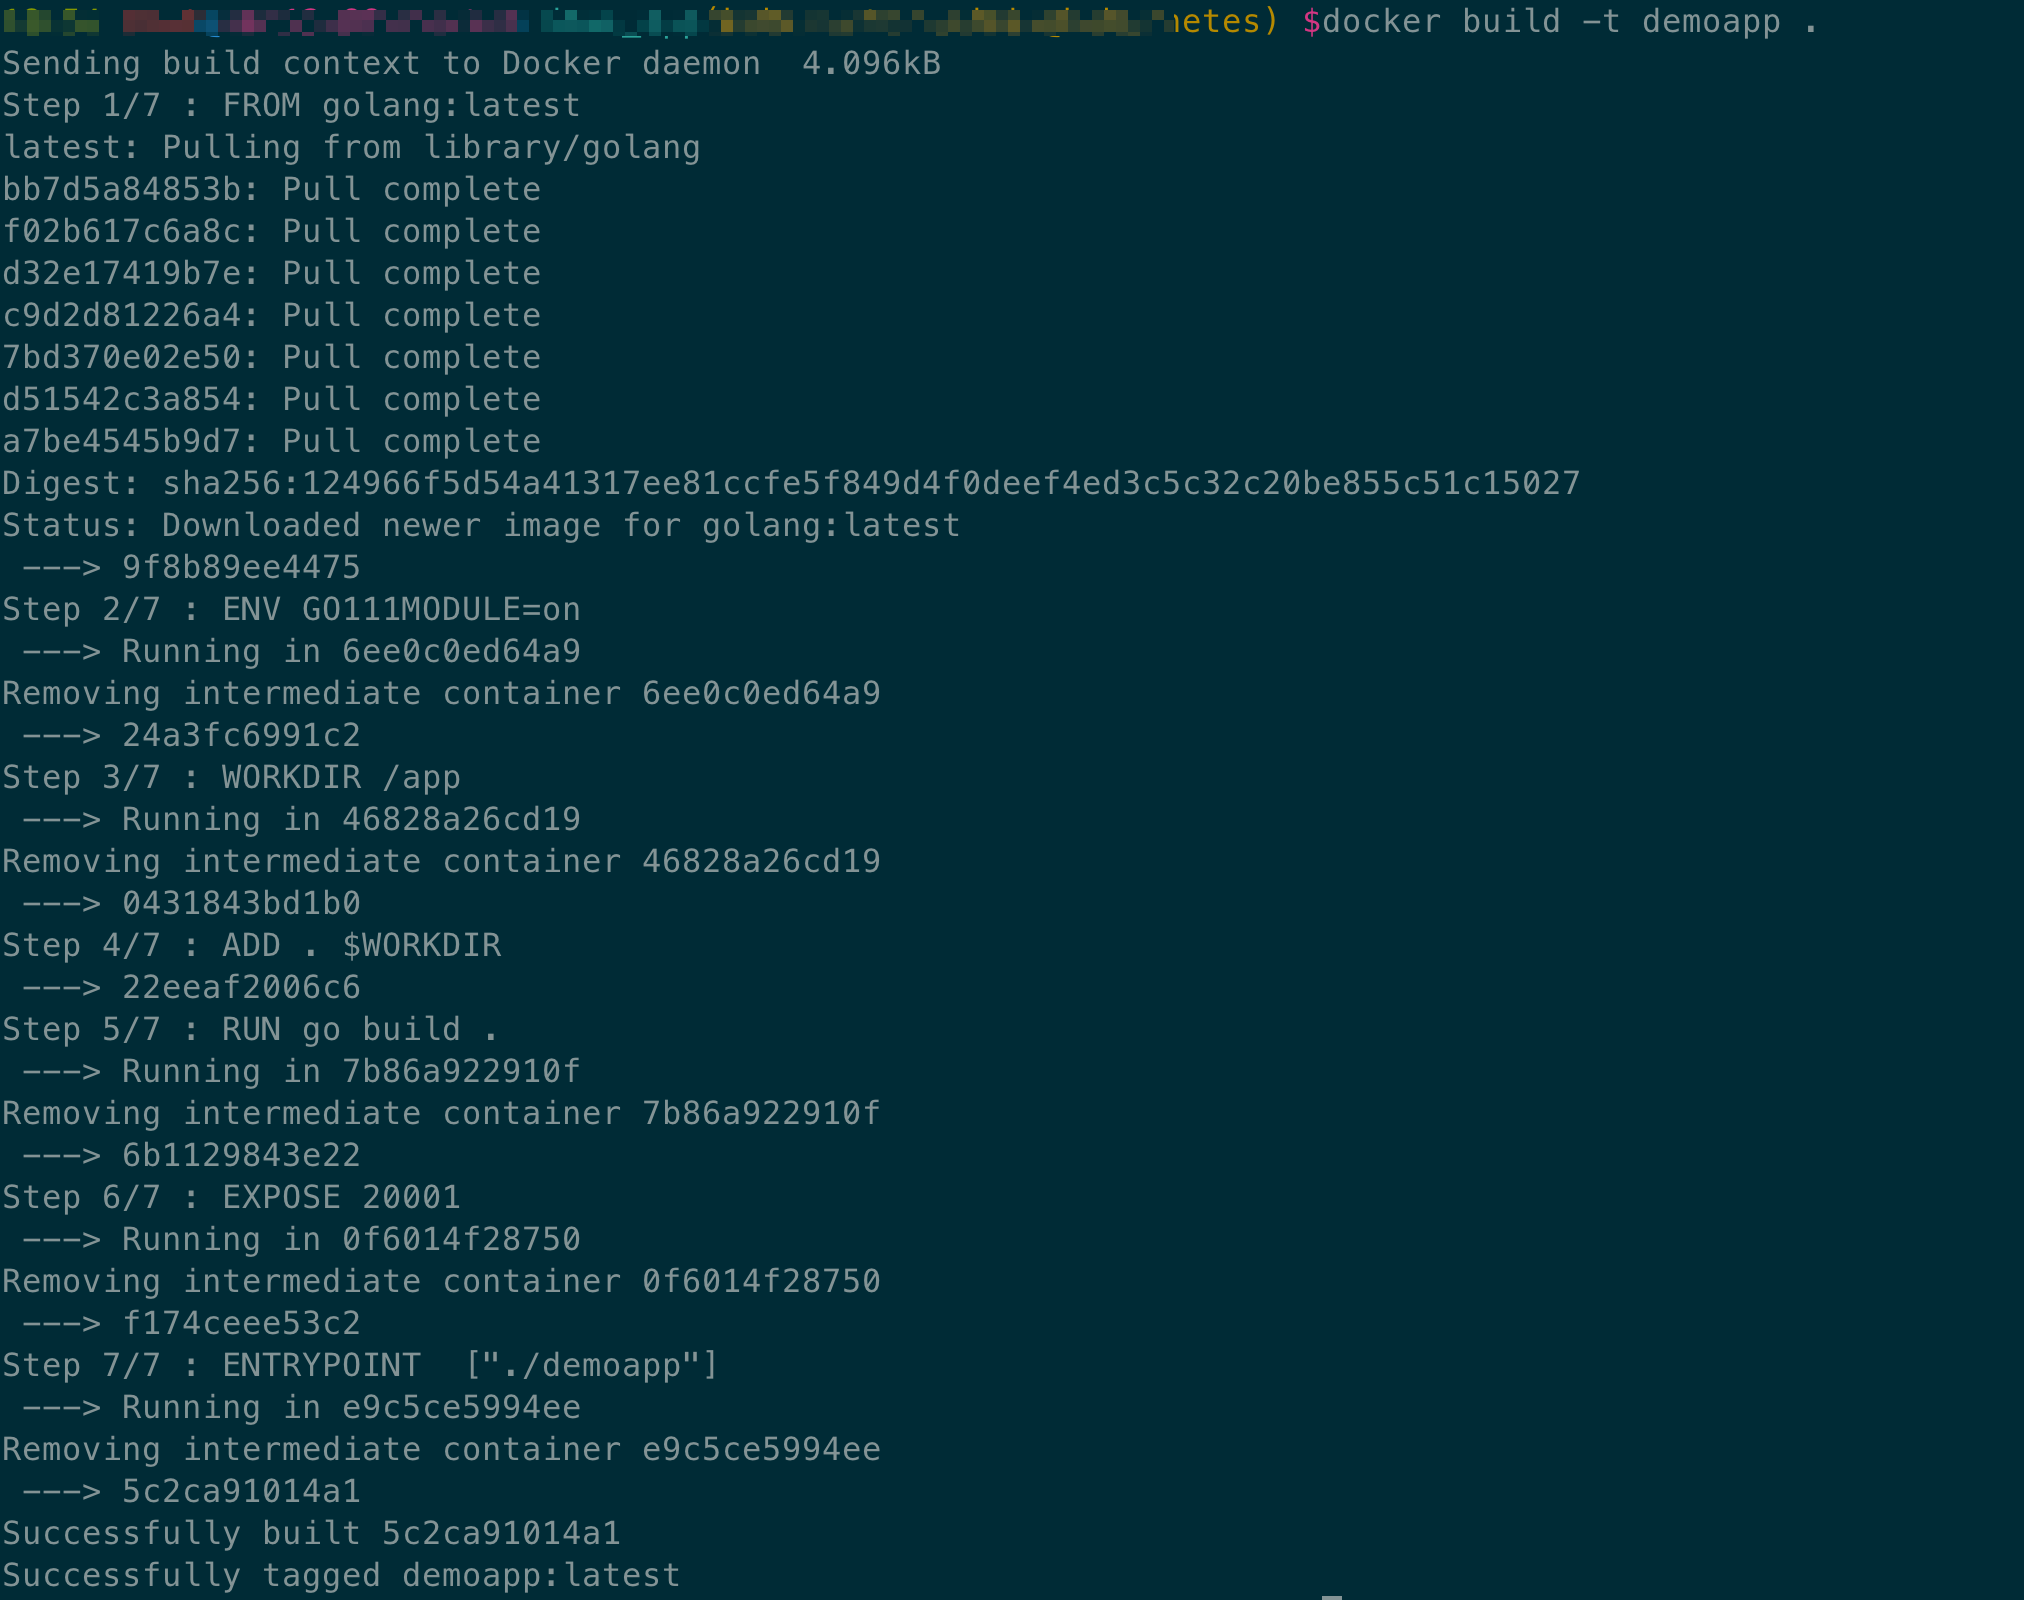 $docker build -t demoapp .
Sending build context to Docker daemon  4.096kB
Step 1/7 : FROM golang:latest
latest: Pulling from library/golang
bb7d5a84853b: Pull complete
f02b617c6a8c: Pull complete
d32e17419b7e: Pull complete
c9d2d81226a4: Pull complete
7bd370e02e50: Pull complete
d51542c3a854: Pull complete
a7be4545b9d7: Pull complete
Digest: sha256:124966f5d54a41317ee81ccfe5f849d4f0deef4ed3c5c32c20be855c51c15027
Status: Downloaded newer image for golang:latest
 ---> 9f8b89ee4475
Step 2/7 : ENV GO111MODULE=on
 ---> Running in 6ee0c0ed64a9
Removing intermediate container 6ee0c0ed64a9
 ---> 24a3fc6991c2
Step 3/7 : WORKDIR /app
 ---> Running in 46828a26cd19
Removing intermediate container 46828a26cd19
 ---> 0431843bd1b0
Step 4/7 : ADD . $WORKDIR
 ---> 22eeaf2006c6
Step 5/7 : RUN go build .
 ---> Running in 7b86a922910f
Removing intermediate container 7b86a922910f
 ---> 6b1129843e22
Step 6/7 : EXPOSE 20001
 ---> Running in 0f6014f28750
Removing intermediate container 0f6014f28750
 ---> f174ceee53c2
Step 7/7 : ENTRYPOINT  ["./demoapp"]
 ---> Running in e9c5ce5994ee
Removing intermediate container e9c5ce5994ee
 ---> 5c2ca91014a1
Successfully built 5c2ca91014a1
Successfully tagged demoapp:latest